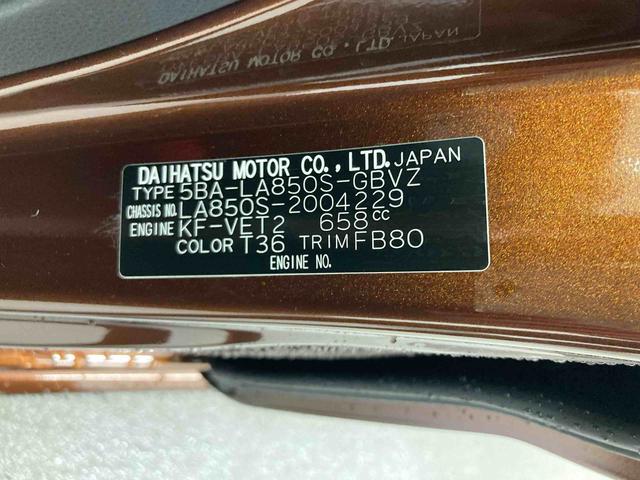 DAIHATSU MOTOR CO., LTD. JAPAN
TYPE 5BA-LA850S-GBVZ
CHASSIS NO. LA850S-2004229
ENGINE KF-VET2 658cc
COLOR T36 TRIM FB80
ENGINE NO.